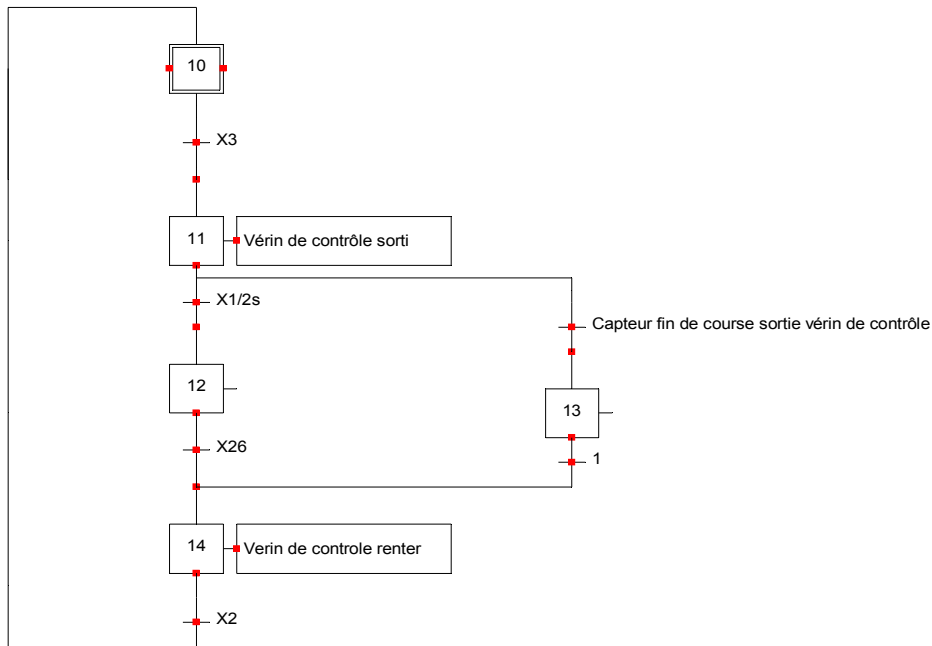 10
X3
11
Vérin de contrôle sorti
X1/2s
Capteur fin de course sortie vérin de contrôle
12
13
X26
1
14
Verin de controle renter
X2